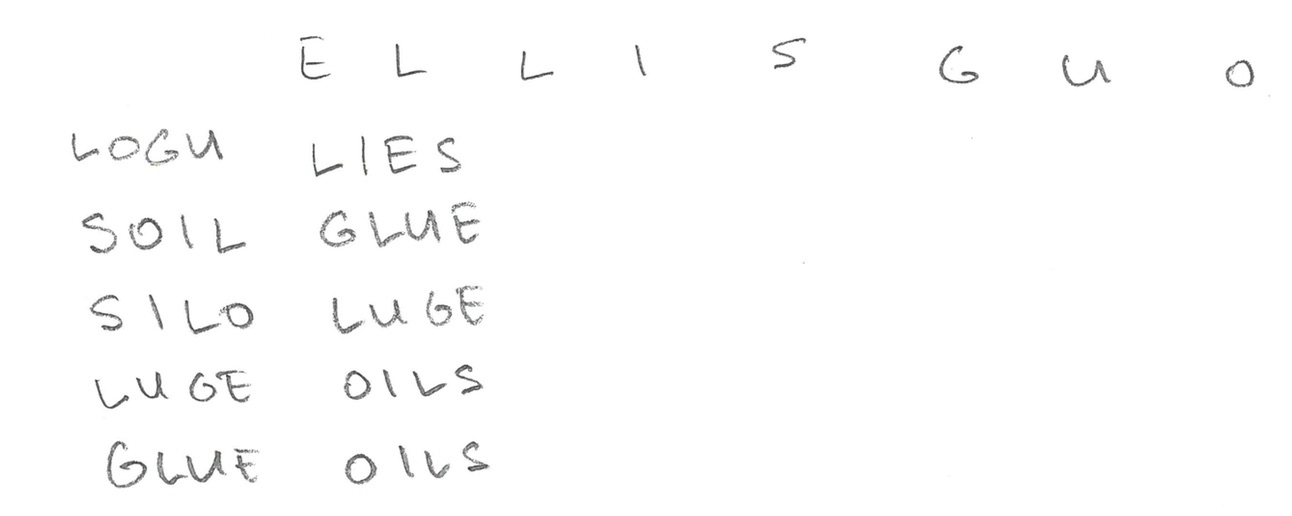 E L L I S G U O
LOGU LIES
SOIL GLUE
SILO LUGE
LUGE OILS
GLUE OILS